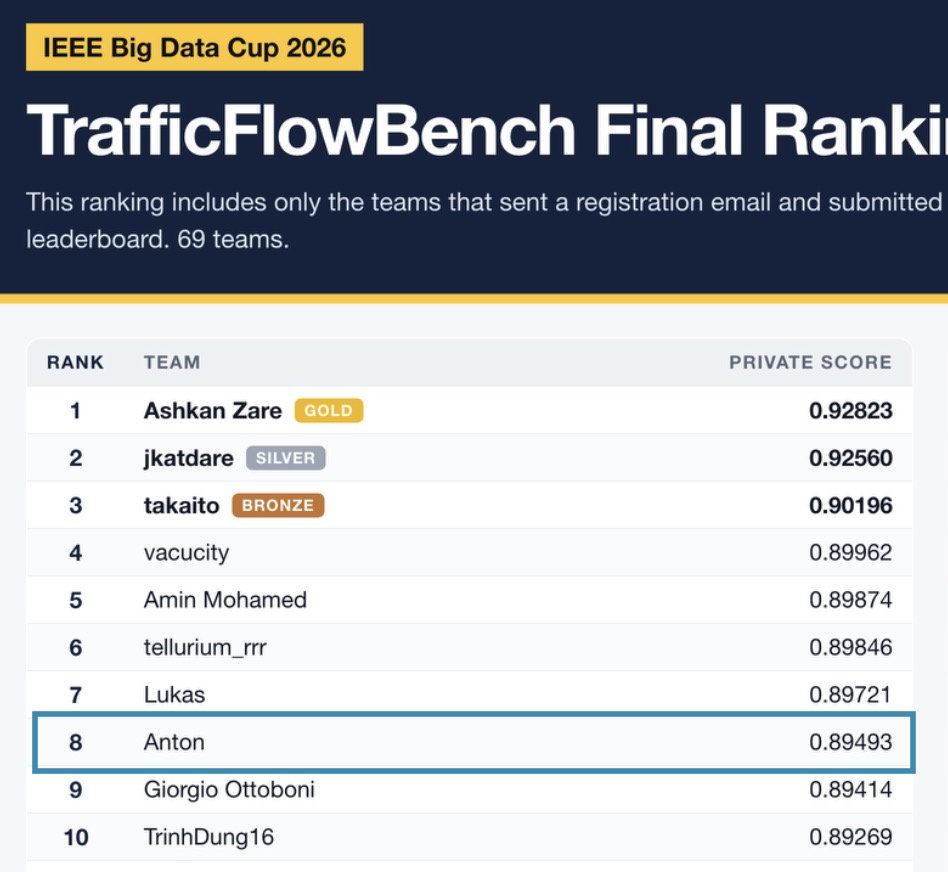 IEEE Big Data Cup 2026
TrafficFlowBench Final
This ranking includes only the teams that sent a registration email and submitted
leaderboard. 69 teams.
RANK TEAM PRIVATE SCORE
1 Ashkan Zare GOLD 0.92823
2 jkatdare SILVER 0.92560
3 takaito BRONZE 0.90196
4 vacucity 0.89962
5 Amin Mohamed 0.89874
6 tellurium_rrr 0.89846
7 Lukas 0.89721
8 Anton 0.89493
9 Giorgio Ottoboni 0.89414
10 TrinhDung16 0.89269